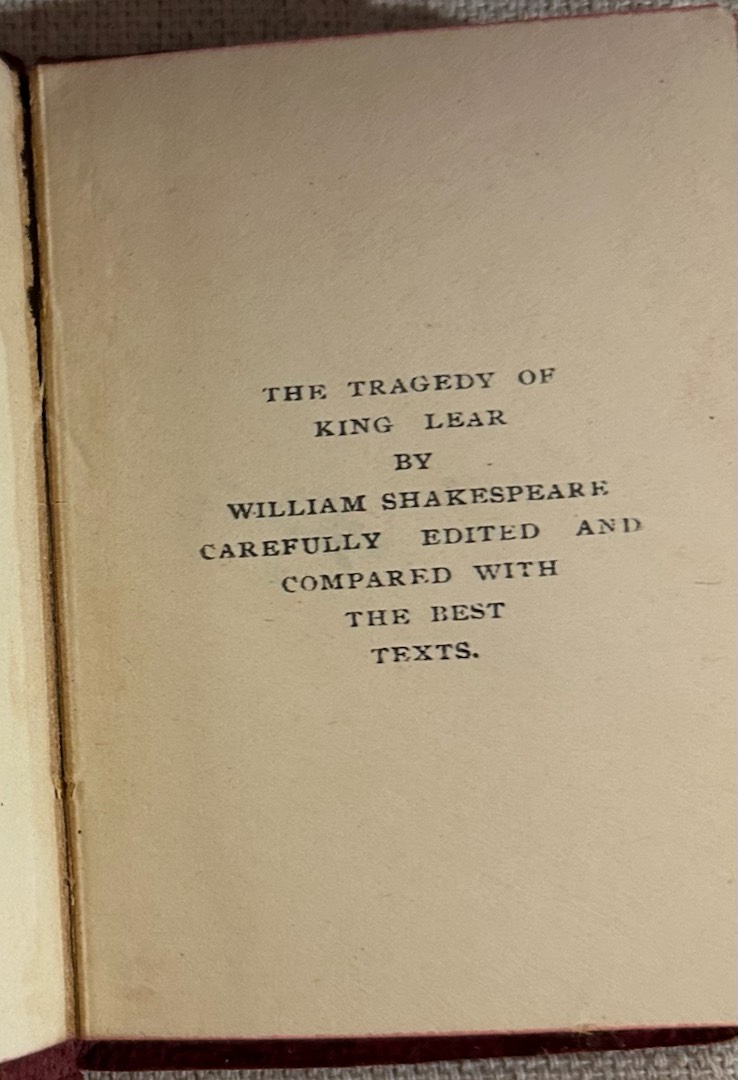 THE TRAGEDY OF
KING LEAR
BY
WILLIAM SHAKESPEARE
CAREFULLY EDITED AND
COMPARED WITH
THE BEST
TEXTS.